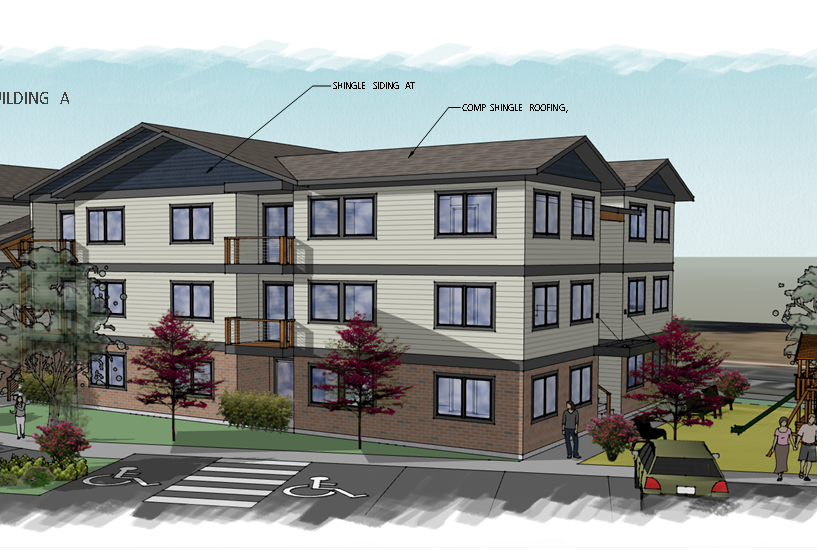 SHINGLE SIDING AT
UILDING A
COMP SHINGLE ROOFING,